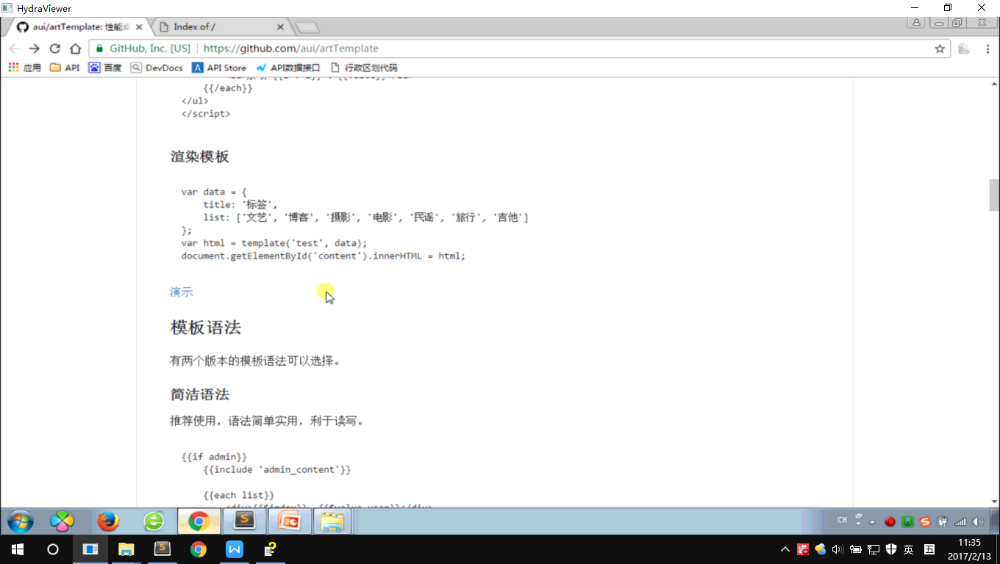 HydraViewer
aui/artTemplate: 性能
Index of /
GitHub, Inc. [US] | https://github.com/aui/artTemplate
应用 API 百度 DevDocs API Store API数据接口 行政区划代码
{{/each}}
</ul>
</script>
渲染模板
var data = {
title: '标签',
list: ['文艺', '博客', '摄影', '电影', '民谣', '旅行', '吉他']
};
var html = template('test', data);
document.getElementById('content').innerHTML = html;
演示
模板语法
有两个版本的模板语法可以选择。
简洁语法
推荐使用，语法简单实用，利于读写。
{{if admin}}
{{include 'admin_content'}}
{{each list}}
CH
英
11:35
2017/2/13